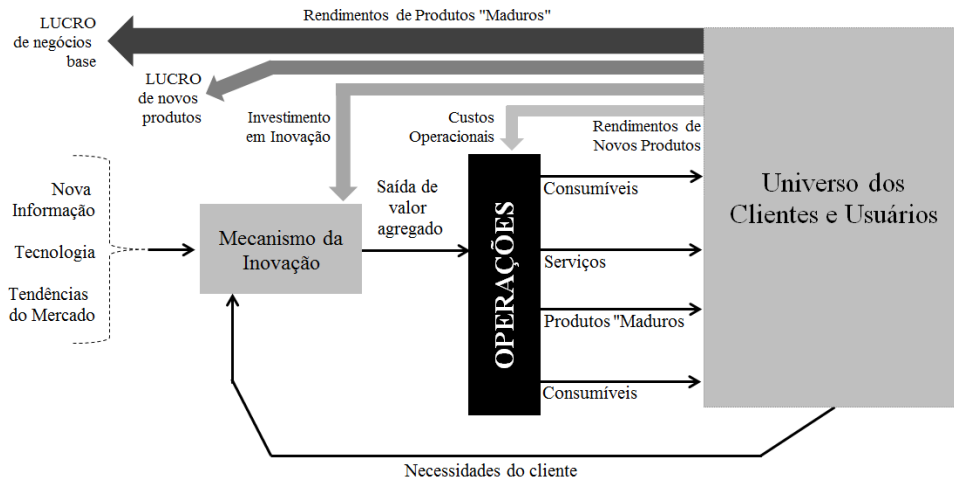 Rendimentos de Produtos "Maduros"
LUCRO
de negócios
base
LUCRO
de novos
produtos
Investimento
em Inovação
Custos
Operacionais
Rendimentos de
Novos Produtos
Nova
Informação
Tecnologia
Tendências
do Mercado
Mecanismo da
Inovação
Saída de
valor
agregado
OPERAÇÕES
Consumíveis
Serviços
Produtos "Maduros
Consumíveis
Universo dos
Clientes e Usuários
Necessidades do cliente